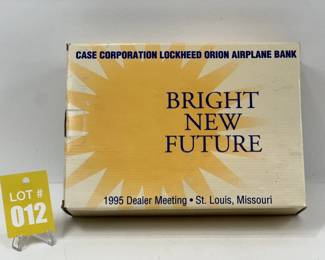 CASE CORPORATION LOCKHEED ORION AIRPLANE BANK
BRIGHT
NEW
FUTURE
1995 Dealer Meeting • St. Louis, Missouri
LOT #
012